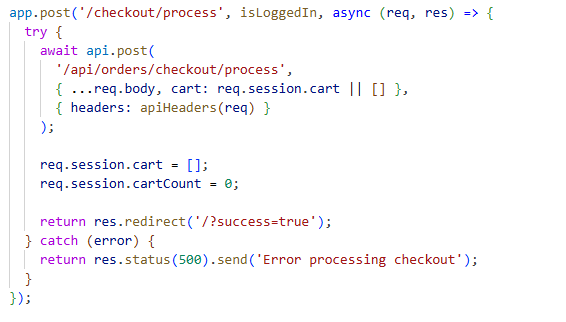 app.post('/checkout/process', isLoggedIn, async (req, res) => {
  try {
    await api.post(
      '/api/orders/checkout/process',
      { ...req.body, cart: req.session.cart || [] },
      { headers: apiHeaders(req) }
    );

    req.session.cart = [];
    req.session.cartCount = 0;

    return res.redirect('/?success=true');
  } catch (error) {
    return res.status(500).send('Error processing checkout');
  }
});